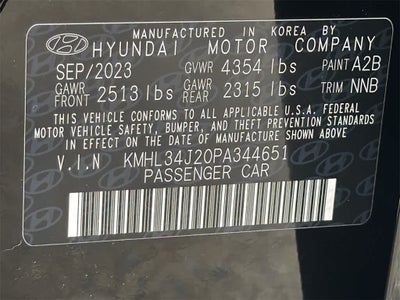 MANUFACTURED IN KOREA BY
HYUNDAI MOTOR COMPANY
SEP/2023 GVWR 4354 lbs PAINT A2B
GAWR FRONT 2513 lbs GAWR REAR 2315 lbs TRIM NNB
THIS VEHICLE CONFORMS TO ALL APPLICABLE U.S.A. FEDERAL
MOTOR VEHICLE SAFETY, BUMPER, AND THEFT PREVENTION STANDARDS
IN EFFECT ON THE DATE OF MANUFACTURE SHOWN ABOVE
V.I.N KMHL34J20PA344651
PASSENGER CAR